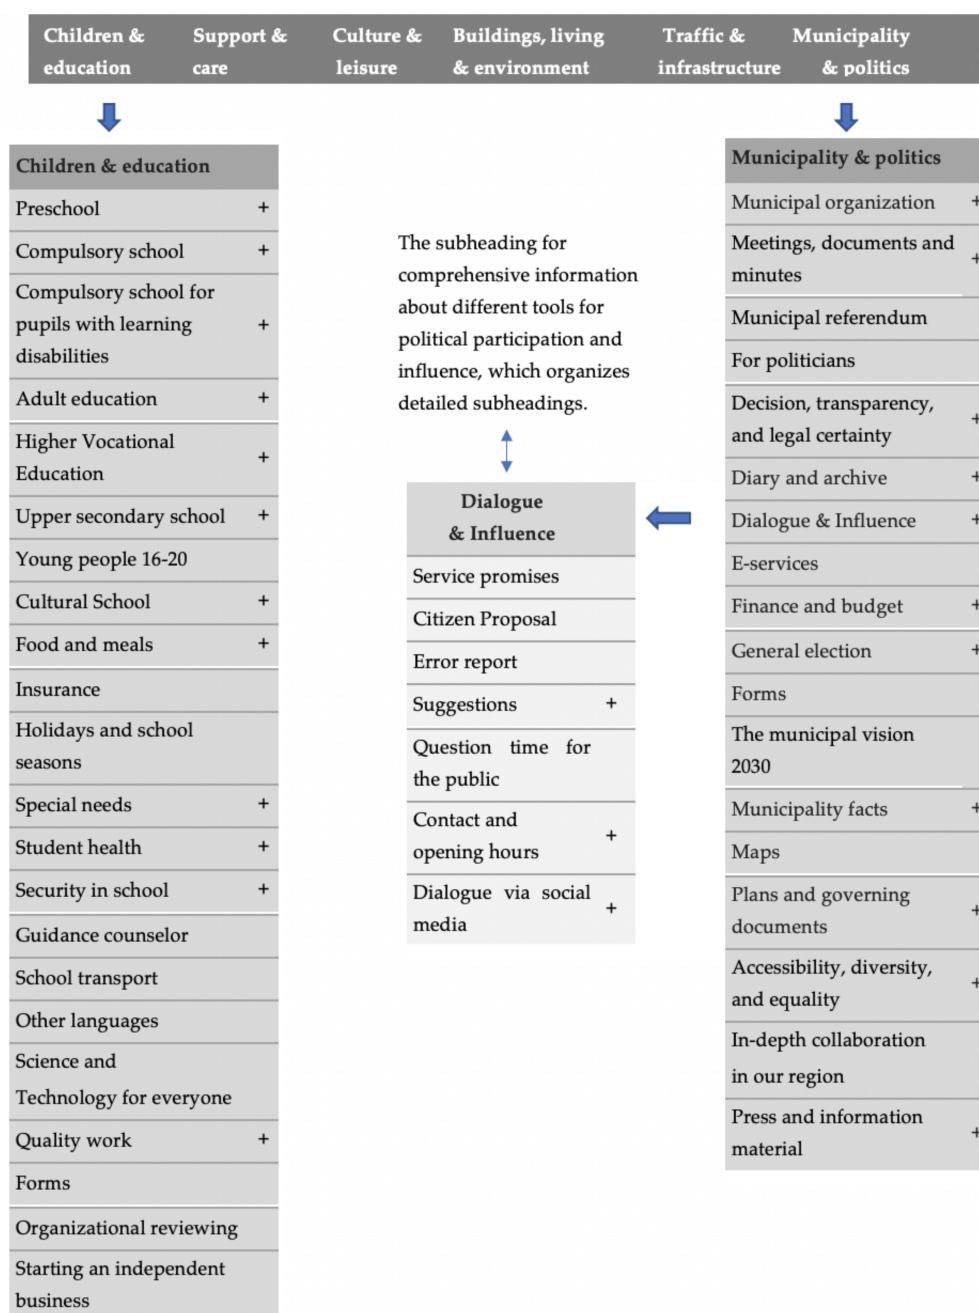 Children & education
Support & care
Culture & leisure
Buildings, living & environment
Traffic & infrastructure
Municipality & politics
Children & education
Preschool +
Compulsory school +
Compulsory school for
pupils with learning +
disabilities
Adult education +
Higher Vocational
Education +
Upper secondary school +
Young people 16-20
Cultural School +
Food and meals +
Insurance
Holidays and school
seasons
Special needs +
Student health +
Security in school +
Guidance counselor
School transport
Other languages
Science and
Technology for everyone
Quality work +
Forms
Organizational reviewing
Starting an independent
business
The subheading for
comprehensive information
about different tools for
political participation and
influence, which organizes
detailed subheadings.
Dialogue
& Influence
Service promises
Citizen Proposal
Error report
Suggestions +
Question time for
the public
Contact and
opening hours +
Dialogue via social
media +
Municipality & politics
Municipal organization +
Meetings, documents and
minutes +
Municipal referendum
For politicians
Decision, transparency,
and legal certainty +
Diary and archive +
Dialogue & Influence +
E-services
Finance and budget +
General election +
Forms
The municipal vision
2030
Municipality facts +
Maps
Plans and governing
documents +
Accessibility, diversity,
and equality +
In-depth collaboration
in our region
Press and information
material +